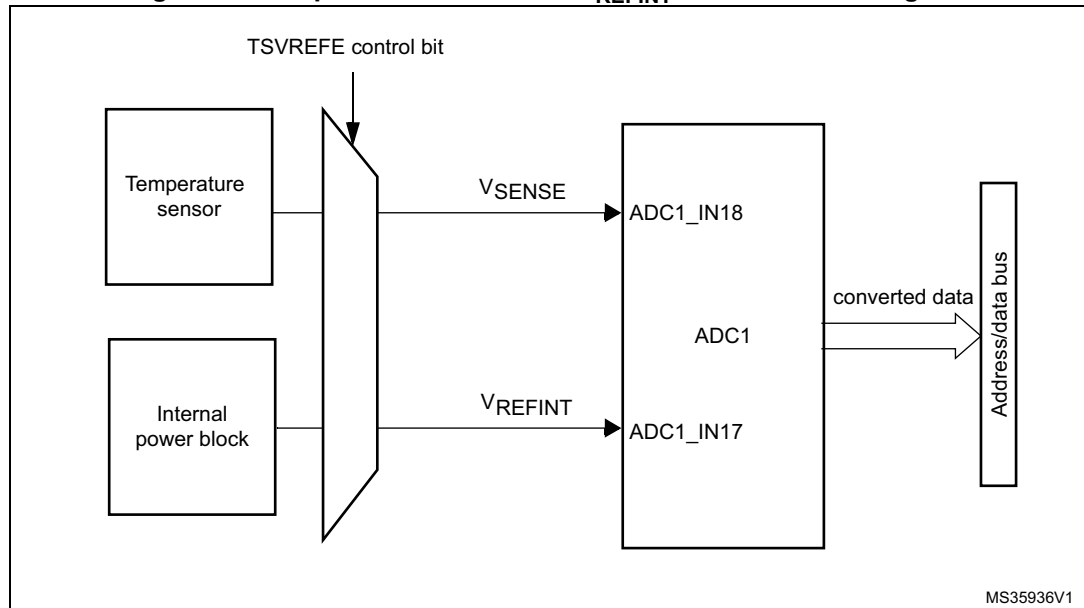 TSVREFE control bit
Temperature
sensor
VSENSE
ADC1_IN18
converted data
Address/data bus
ADC1
Internal
power block
VREFINT
ADC1_IN17
MS35936V1